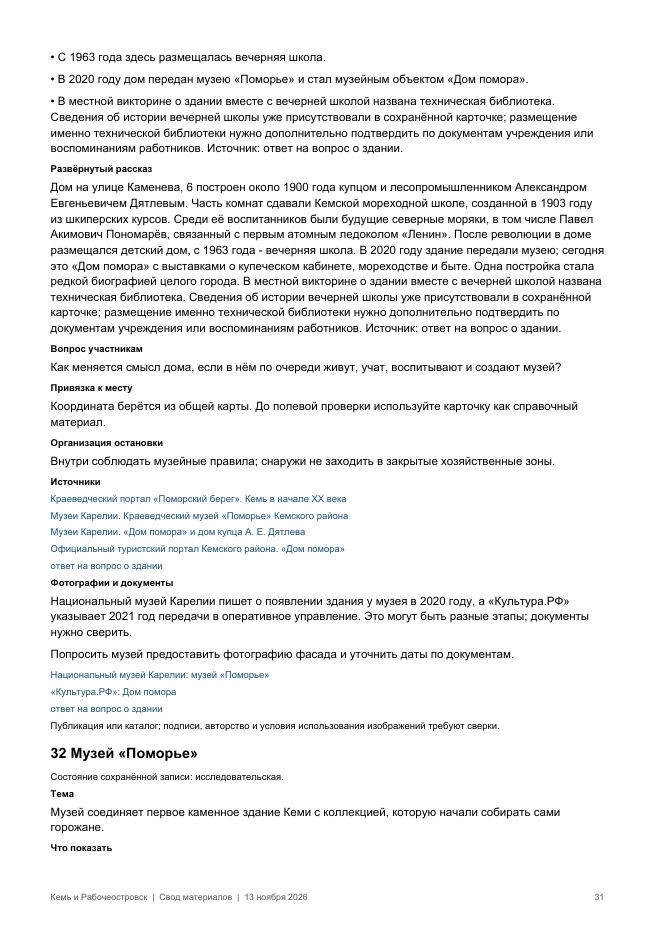 • С 1963 года здесь размещалась вечерняя школа.
• В 2020 году дом передан музею «Поморье» и стал музейным объектом «Дом помора».
• В местной викторине о здании вместе с вечерней школой названа техническая библиотека.
Сведения об истории вечерней школы уже присутствовали в сохранённой карточке; размещение
именно технической библиотеки нужно дополнительно подтвердить по документам учреждения или
воспоминаниям работников. Источник: ответ на вопрос о здании.
Развёрнутый рассказ
Дом на улице Каменева, 6 построен около 1900 года купцом и лесопромышленником Александром
Евгеньевичем Дятлевым. Часть комнат сдавали Кемской мореходной школе, созданной в 1903 году
из шкиперских курсов. Среди её воспитанников были будущие северные моряки, в том числе Павел
Акимович Пономарёв, связанный с первым атомным ледоколом «Ленин». После революции в доме
размещался детский дом, с 1963 года - вечерняя школа. В 2020 году здание передали музею; сегодня
это «Дом помора» с выставками о купеческом кабинете, мореходстве и быте. Одна постройка стала
редкой биографией целого города. В местной викторине о здании вместе с вечерней школой названа
техническая библиотека. Сведения об истории вечерней школы уже присутствовали в сохранённой
карточке; размещение именно технической библиотеки нужно дополнительно подтвердить по
документам учреждения или воспоминаниям работников. Источник: ответ на вопрос о здании.
Вопрос участникам
Как меняется смысл дома, если в нём по очереди живут, учат, воспитывают и создают музей?
Привязка к месту
Координата берётся из общей карты. До полевой проверки используйте карточку как справочный
материал.
Организация остановки
Внутри соблюдать музейные правила; снаружи не заходить в закрытые хозяйственные зоны.
Источники
Краеведческий портал «Поморский берег». Кемь в начале XX века
Музеи Карелии. Краеведческий музей «Поморье» Кемского района
Музеи Карелии. «Дом помора» и дом купца А. Е. Дятлева
Официальный туристский портал Кемского района. «Дом помора»
ответ на вопрос о здании
Фотографии и документы
Национальный музей Карелии пишет о появлении здания у музея в 2020 году, а «Культура.РФ»
указывает 2021 год передачи в оперативное управление. Это могут быть разные этапы; документы
нужно сверить.
Попросить музей предоставить фотографию фасада и уточнить даты по документам.
Национальный музей Карелии: музей «Поморье»
«Культура.РФ»: Дом помора
ответ на вопрос о здании
Публикация или каталог; подписи, авторство и условия использования изображений требуют сверки.
32 Музей «Поморье»
Состояние сохранённой записи: исследовательская.
Тема
Музей соединяет первое каменное здание Кеми с коллекцией, которую начали собирать сами
горожане.
Что показать
Кемь и Рабочеостровск | Свод материалов | 13 ноября 2026
31